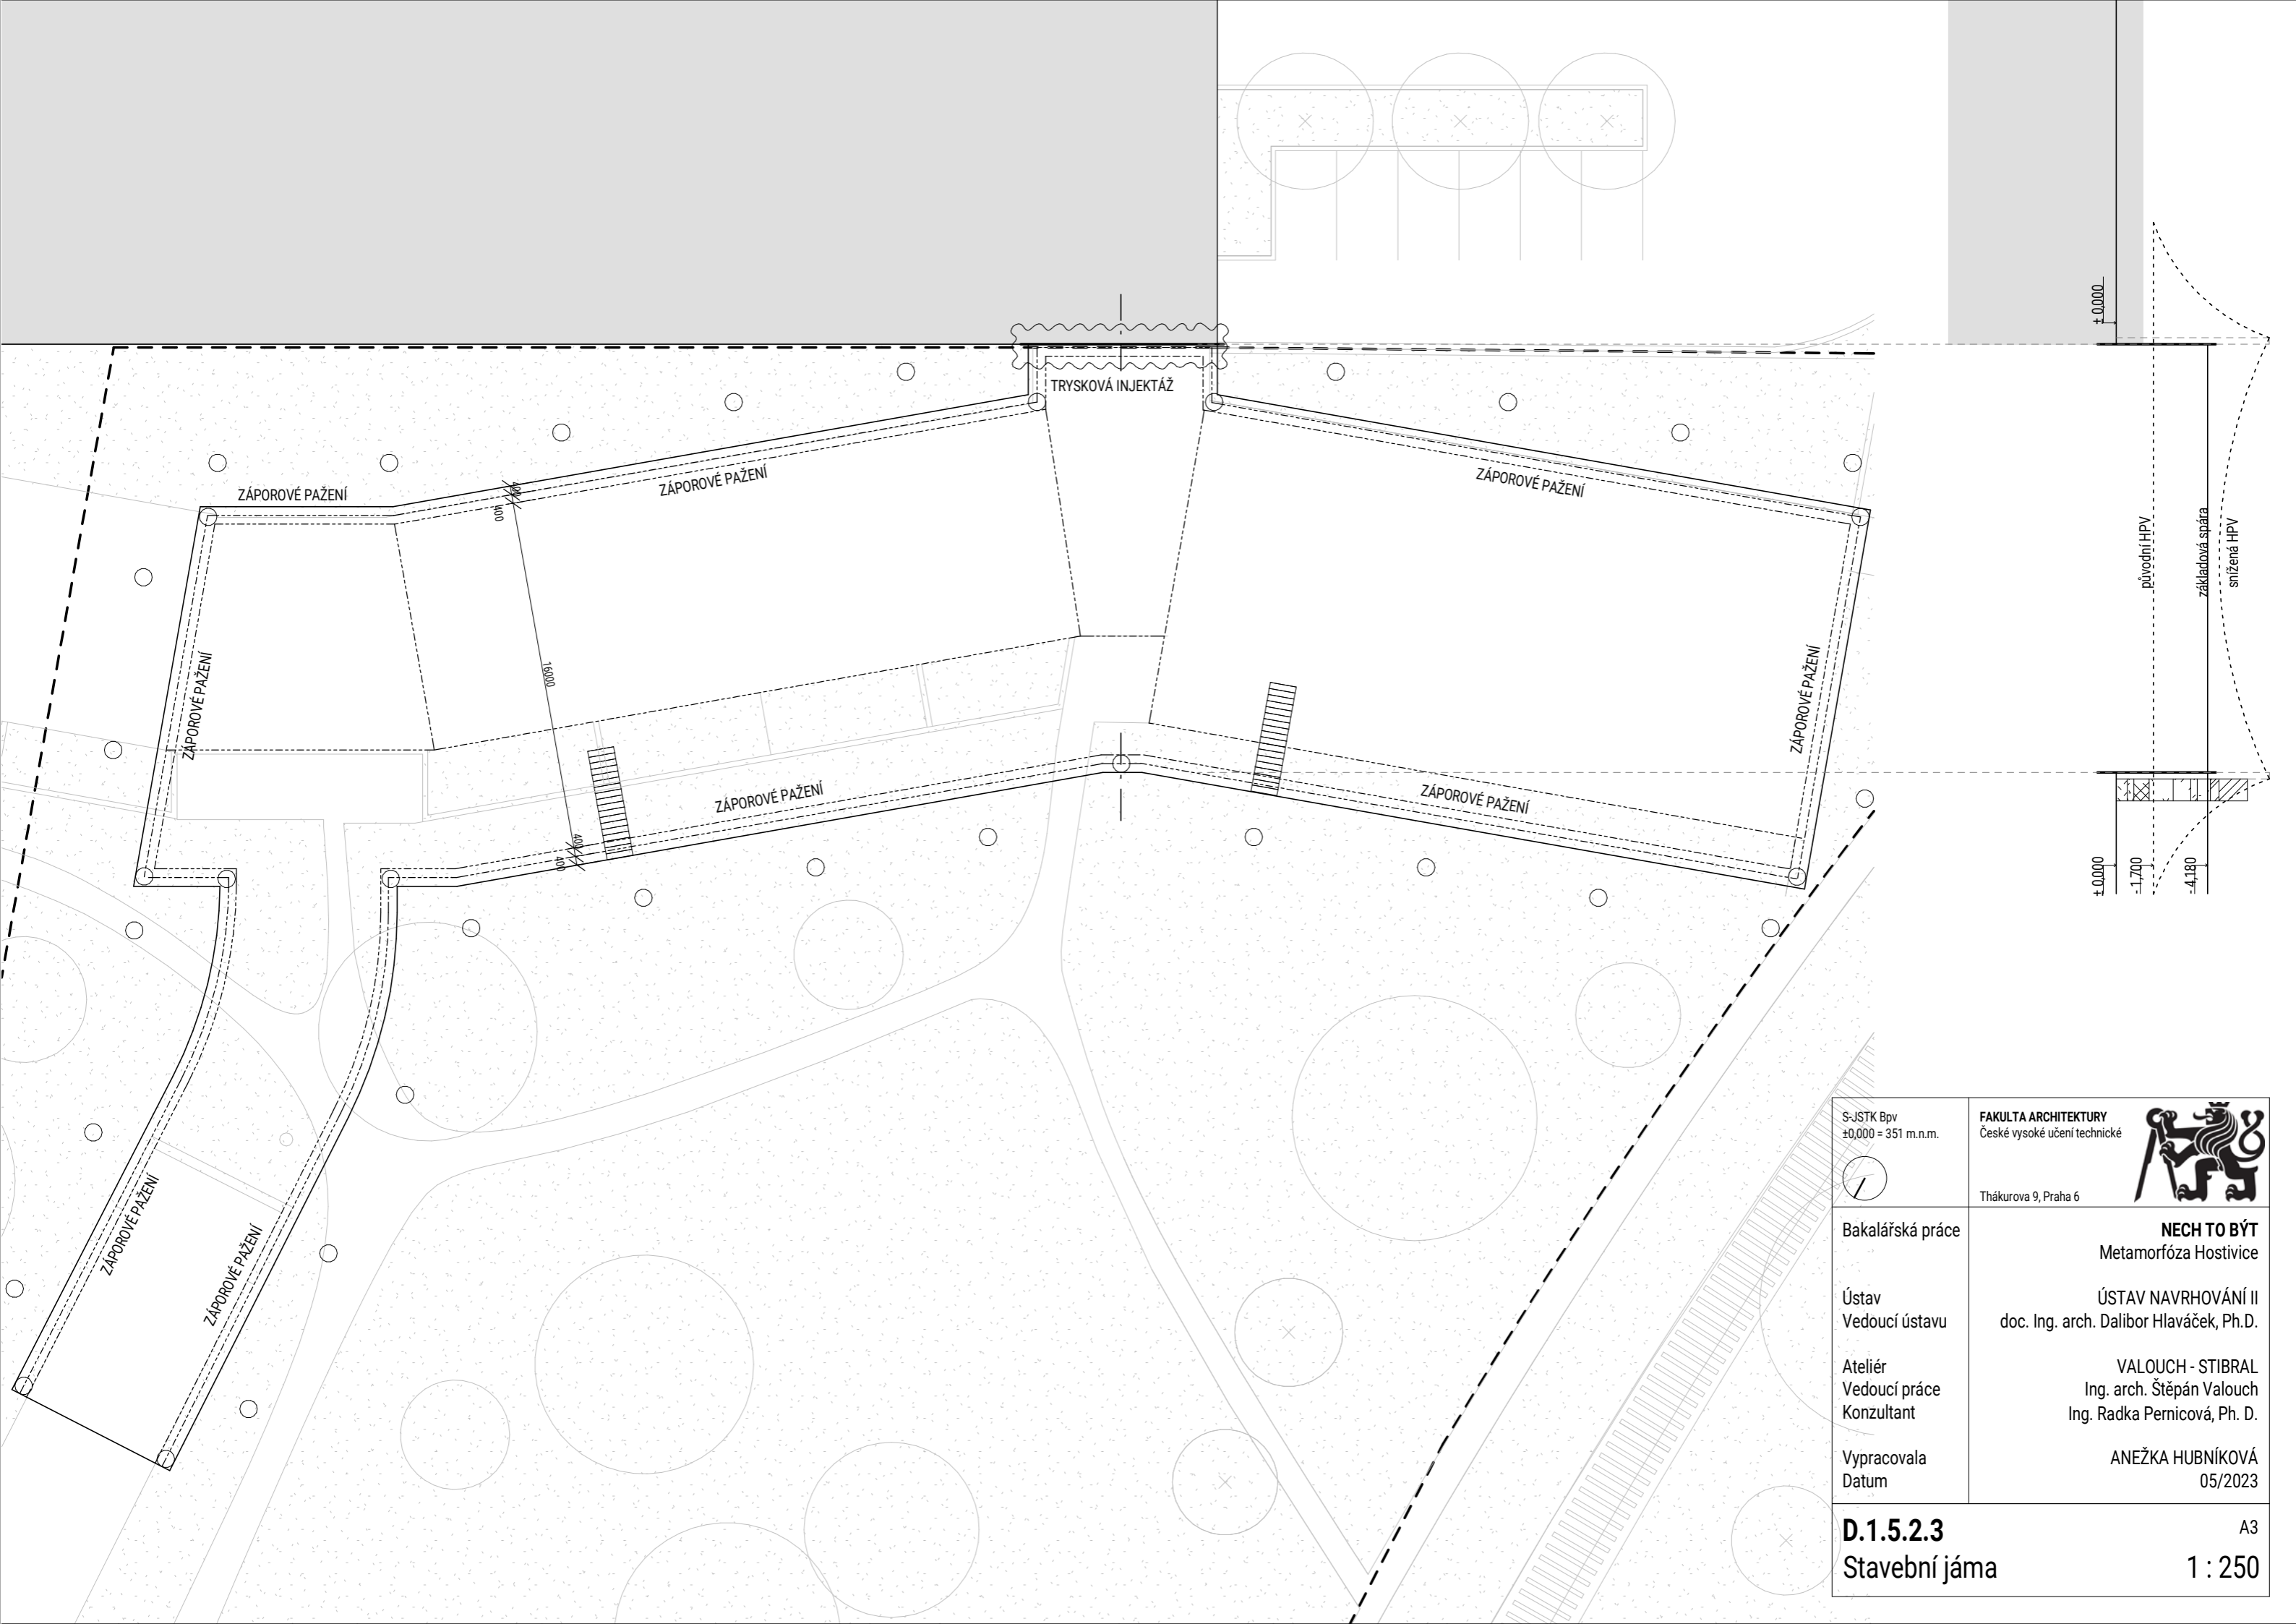 ± 0,000
TRYSKOVÁ INJEKTÁŽ
ZÁPOROVÉ PAŽENÍ
ZÁPOROVÉ PAŽENÍ
ZÁPOROVÉ PAŽENÍ
400
400
16000
400
400
ZÁPOROVÉ PAŽENÍ
ZÁPOROVÉ PAŽENÍ
ZÁPOROVÉ PAŽENÍ
ZÁPOROVÉ PAŽENÍ
ZÁPOROVÉ PAŽENÍ
ZÁPOROVÉ PAŽENÍ
původní HPV
základová spára
snížená HPV
± 0,000
- 1,700
- 4,180
S-JSTK Bpv
±0,000 = 351 m.n.m.
FAKULTA ARCHITEKTURY
České vysoké učení technické
Thákurova 9, Praha 6
Bakalářská práce
NECH TO BÝT
Metamorfóza Hostivice
Ústav
ÚSTAV NAVRHOVÁNÍ II
Vedoucí ústavu
doc. Ing. arch. Dalibor Hlaváček, Ph.D.
Ateliér
VALOUCH - STIBRAL
Vedoucí práce
Ing. arch. Štěpán Valouch
Konzultant
Ing. Radka Pernicová, Ph. D.
Vypracovala
ANEŽKA HUBNÍKOVÁ
Datum
05/2023
D.1.5.2.3
A3
Stavební jáma
1 : 250